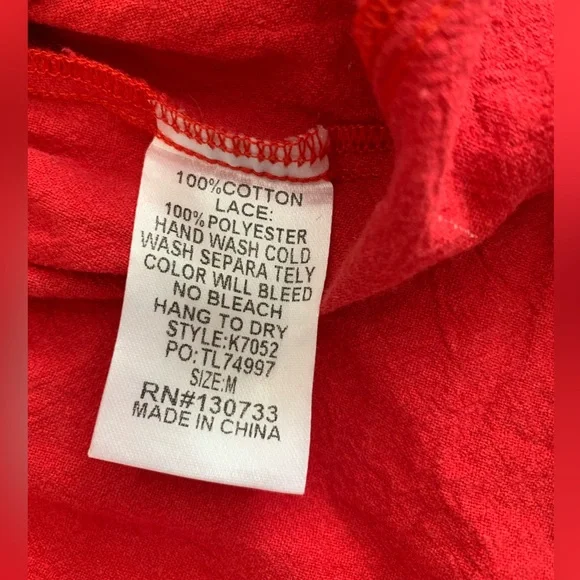 100%COTTON
LACE:
100%POLYESTER
HAND WASH COLD
WASH SEPARA TELY
COLOR WILL BLEED
NO BLEACH
HANG TO DRY
STYLE:K7052
PO:TL74997
SIZE:M
RN#130733
MADE IN CHINA